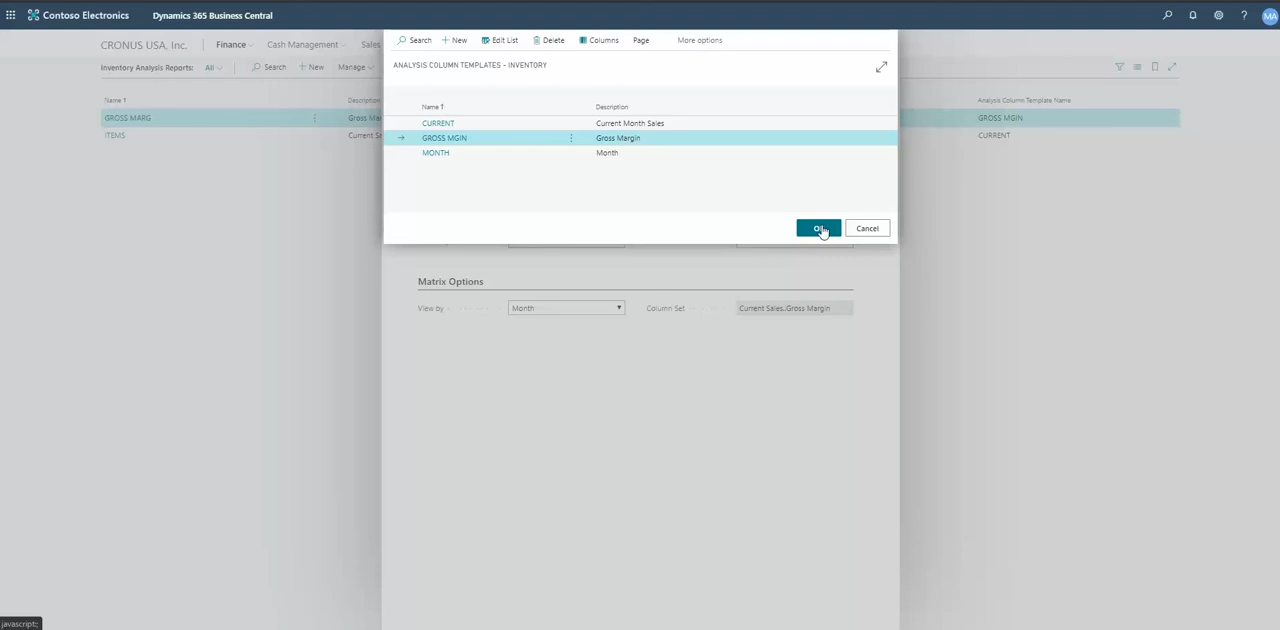 Contoso Electronics Dynamics 365 Business Central ? MA
CRONUS USA, Inc. Finance Cash Management Sales
Inventory Analysis Reports: All Search + New Manage
Name ↑ Description Analysis Column Template Name
GROSS MARG Gross Mar GROSS MGIN
ITEMS Current Sa CURRENT
Search + New Edit List Delete Columns Page More options
ANALYSIS COLUMN TEMPLATES - INVENTORY
Name ↑ Description
CURRENT Current Month Sales
GROSS MGIN Gross Margin
MONTH Month
Cancel
Matrix Options
View by Month Column Set Current Sales..Gross Margin
javascript:;